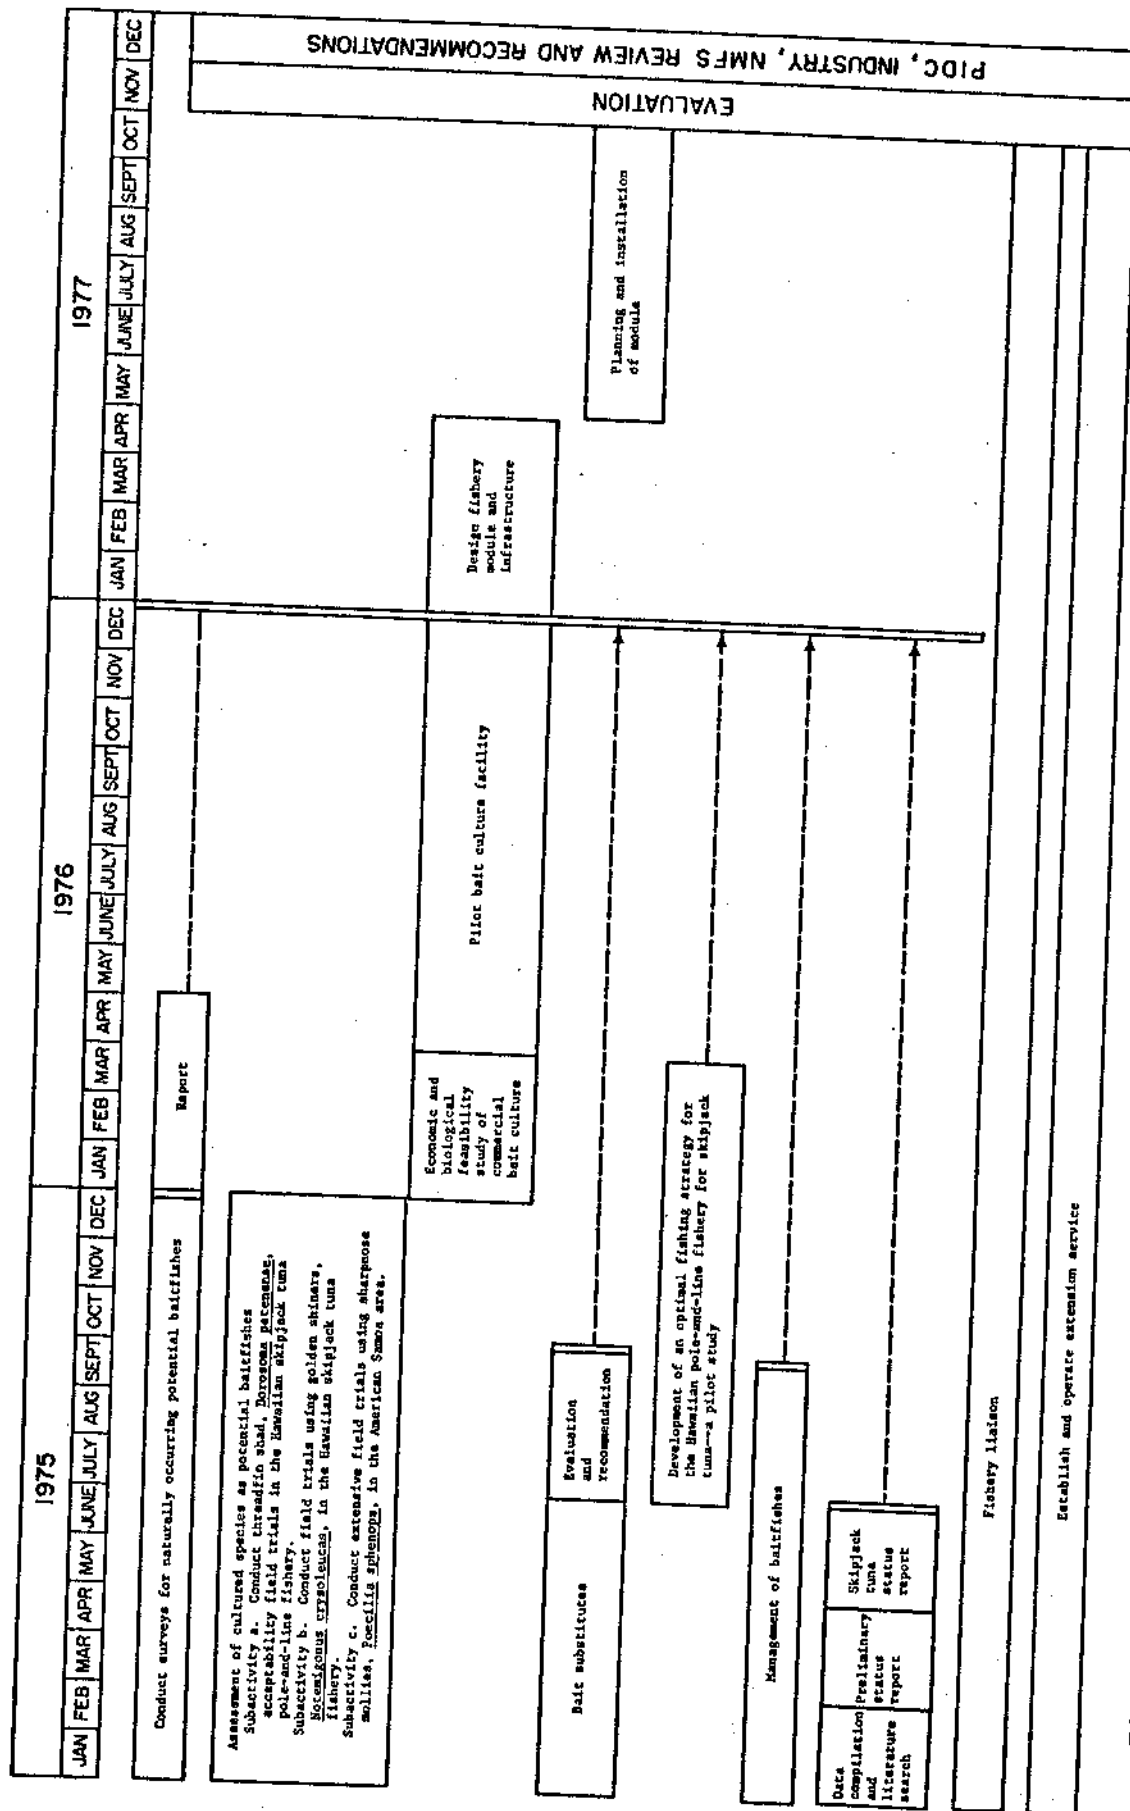 1975
1976
1977
JAN FEB MAR APR MAY JUNE JULY AUG SEPT OCT NOV DEC JAN FEB MAR APR MAY JUNE JULY AUG SEPT OCT NOV DEC JAN FEB MAR APR MAY JUNE JULY AUG SEPT OCT NOV DEC
Conduct surveys for naturally occurring potential baitfishes
Report
Assessment of cultured species as potential baitfishes
Subactivity a. Conduct threadfin shad, Dorosoma petenense,
acceptability field trials in the Hawaiian skipjack tuna
pole-and-line fishery.
Subactivity b. Conduct field trials using golden shiners,
Notemigonus crysoleucas, in the Hawaiian skipjack tuna
fishery.
Subactivity c. Conduct extensive field trials using sharpnose
mollies, Poecilia sphenops, in the American Samoa area.
Economic and
biological
feasibility
study of
commercial
bait culture
Pilot bait culture facility
Design fishery
module and
infrastructure
Bait substitutes
Evaluation
and
recommendation
Planning and installation
of module
Development of an optimal fishing strategy for
the Hawaiian pole-and-line fishery for skipjack
tuna--a pilot study
Management of baitfishes
Data
compilation
and
literature
search
Preliminary
status
report
Skipjack
tuna
status
report
Fishery liaison
Establish and operate extension service
EVALUATION
PIDC, INDUSTRY, NMFS REVIEW AND RECOMMENDATIONS